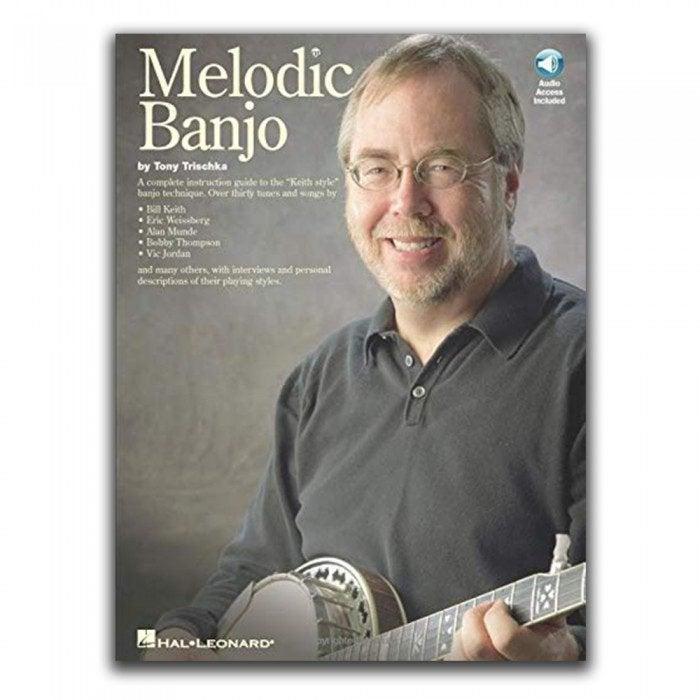 Melodic
Banjo
by Tony Trischka
A complete instruction guide to the "Keith style"
banjo technique. Over thirty tunes and songs by
• Bill Keith
• Eric Weissberg
• Alan Munde
• Bobby Thompson
• Vic Jordan
and many others, with interviews and personal
descriptions of their playing styles.
Audio
Access
Included
HAL•LEONARD®